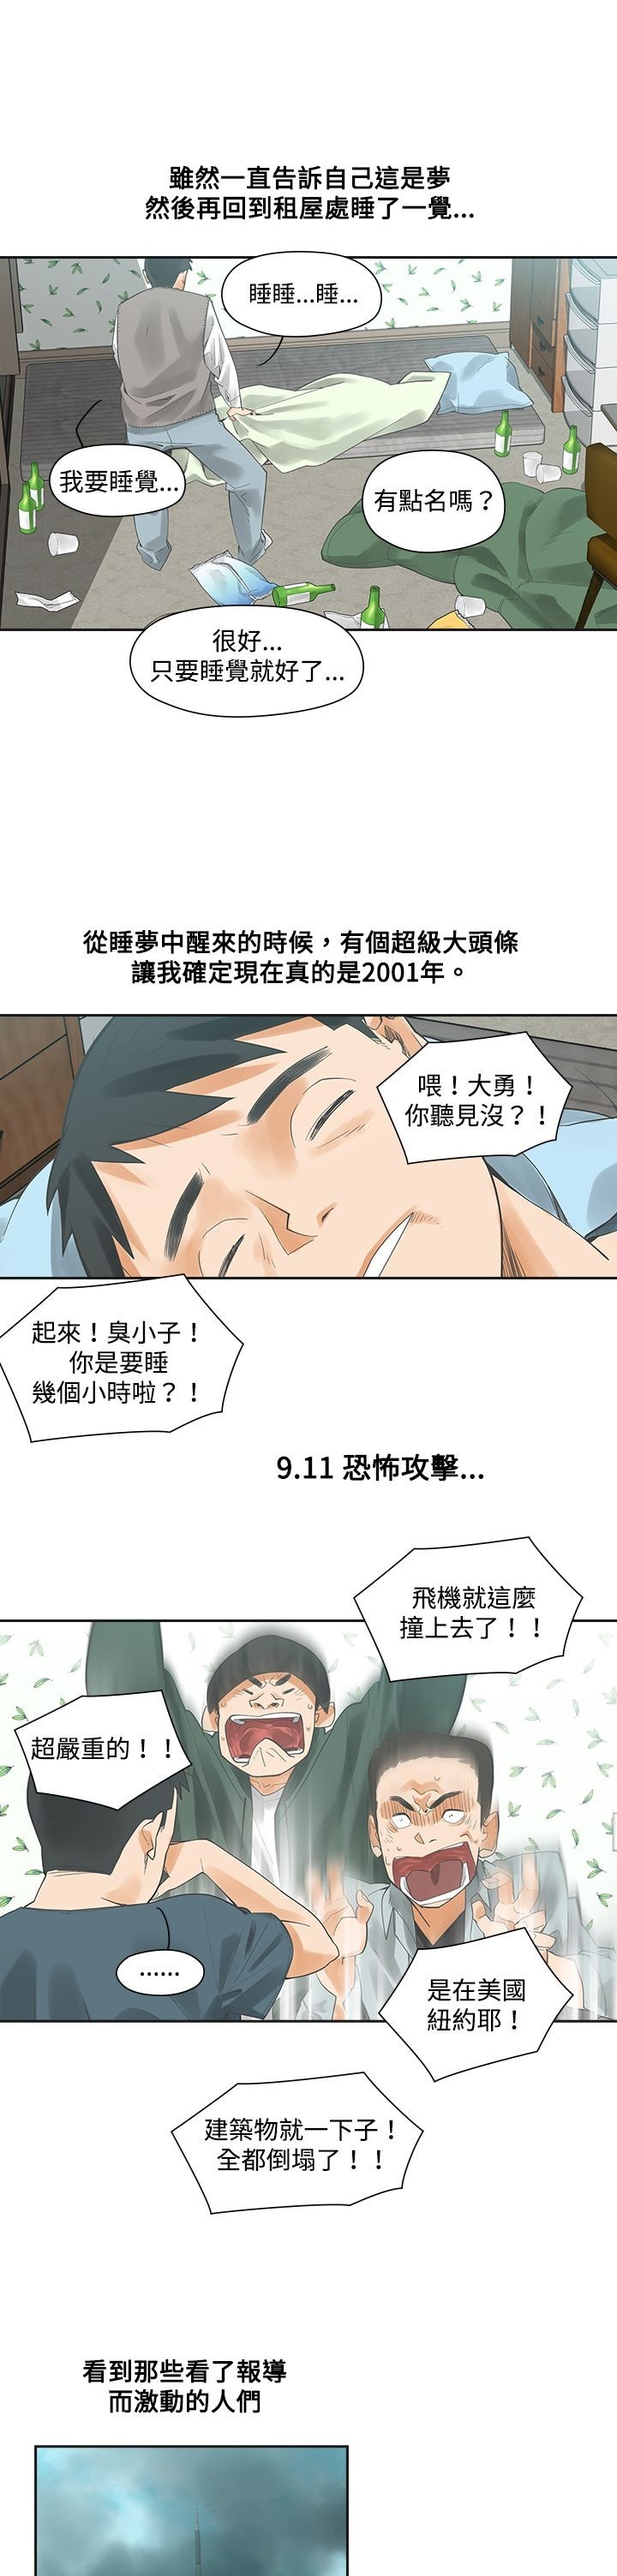 雖然一直告訴自己這是夢
然後再回到租屋處睡了一覺...
睡睡...睡...
我要睡覺...
有點名嗎？
很好...
只要睡覺就好了...
從睡夢中醒來的時候，有個超級大頭條
讓我確定現在真的是2001年。
喂！大勇！
你聽見沒？！
起來！臭小子！
你是要睡
幾個小時啦？！
9.11 恐怖攻擊...
飛機就這麼
撞上去了！！
超嚴重的！！
......
是在美國
紐約耶！
建築物就一下子！
全都倒塌了！！
看到那些看了報導
而激動的人們